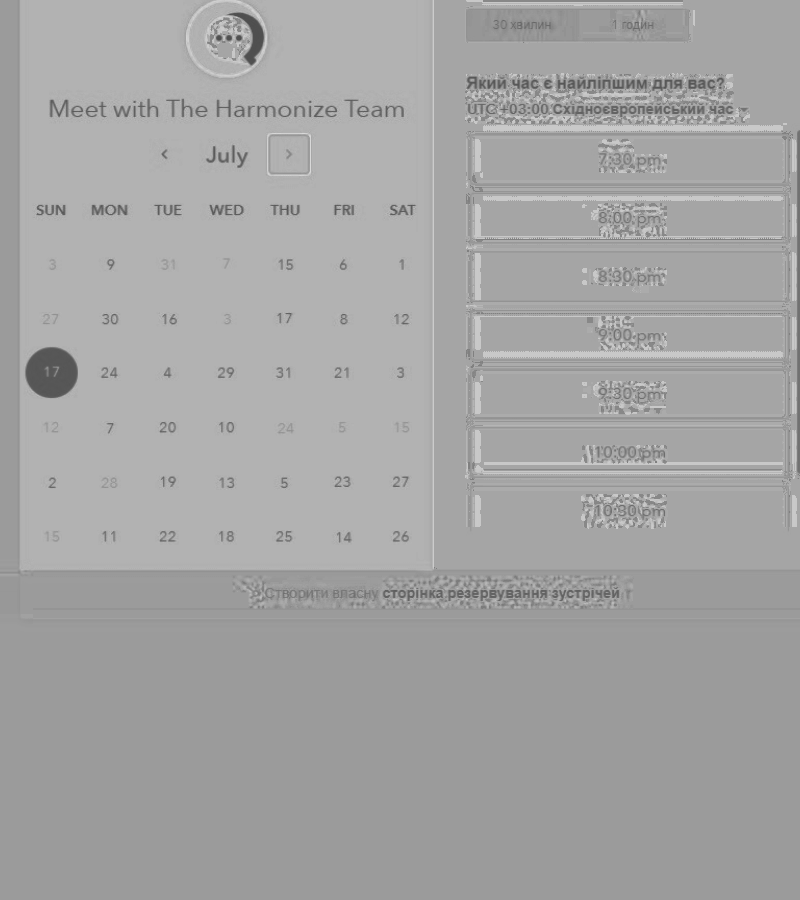 Meet with The Harmonize Team
July
SUN MON TUE WED THU FRI SAT
3 9 31 7 15 6 1
27 30 16 3 17 8 12
17 24 4 29 31 21 3
12 7 20 10 24 5 15
2 28 19 13 5 23 27
15 11 22 18 25 14 26
30 хвилин 1 годин
Який час є найліпшим для вас?
UTC +03:00 Східноєвропейський час
7:30 pm
8:00 pm
8:30 pm
9:00 pm
9:30 pm
10:00 pm
10:30 pm
Створити власну сторінка резервування зустрічей